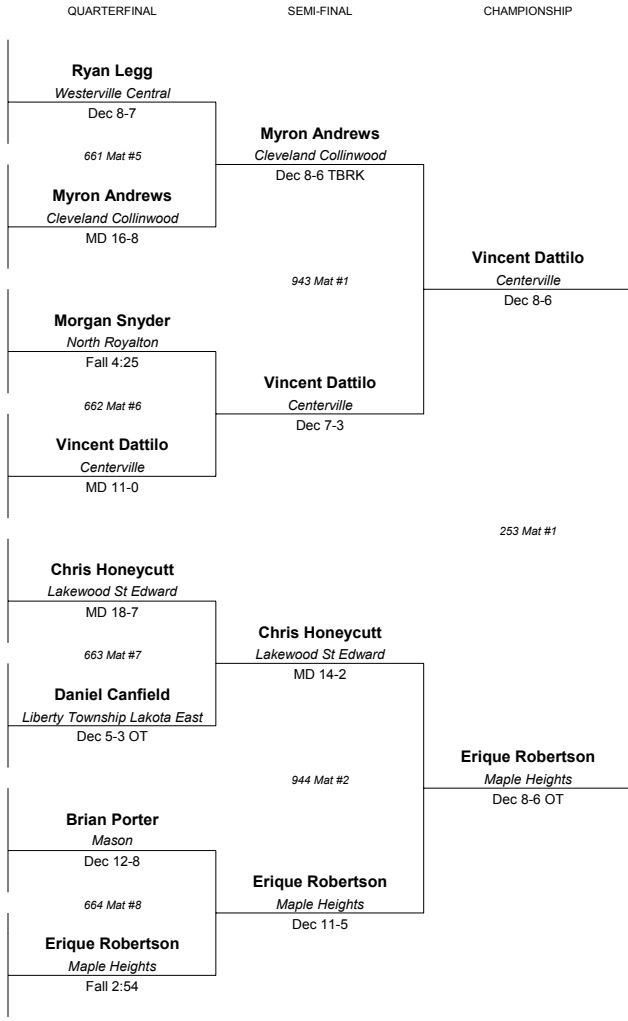 QUARTERFINAL
SEMI-FINAL
CHAMPIONSHIP
Ryan Legg
Westerville Central
Dec 8-7
661 Mat #5
Myron Andrews
Cleveland Collinwood
MD 16-8
Myron Andrews
Cleveland Collinwood
Dec 8-6 TBRK
943 Mat #1
Morgan Snyder
North Royalton
Fall 4:25
662 Mat #6
Vincent Dattilo
Centerville
MD 11-0
Vincent Dattilo
Centerville
Dec 7-3
Vincent Dattilo
Centerville
Dec 8-6
253 Mat #1
Chris Honeycutt
Lakewood St Edward
MD 18-7
663 Mat #7
Daniel Canfield
Liberty Township Lakota East
Dec 5-3 OT
Chris Honeycutt
Lakewood St Edward
MD 14-2
944 Mat #2
Brian Porter
Mason
Dec 12-8
664 Mat #8
Erique Robertson
Maple Heights
Fall 2:54
Erique Robertson
Maple Heights
Dec 11-5
Erique Robertson
Maple Heights
Dec 8-6 OT